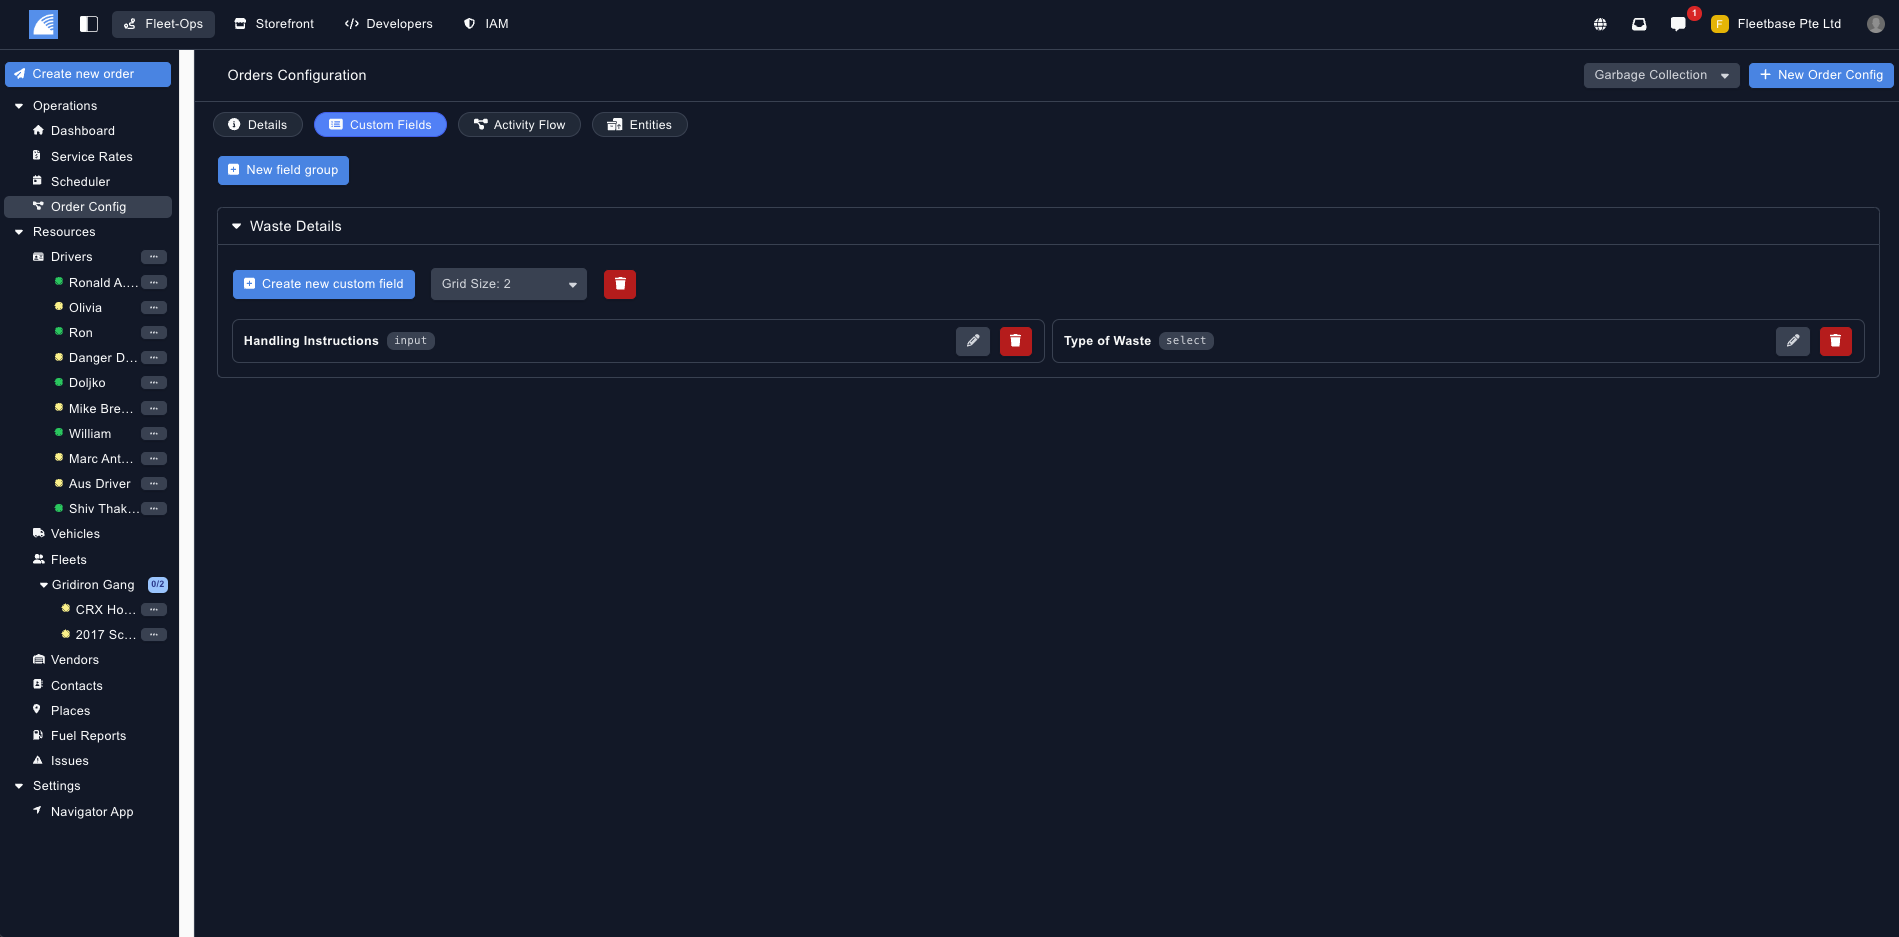 Fleet-Ops
Storefront
Developers
IAM
1
F
Fleetbase Pte Ltd
Create new order
Operations
Dashboard
Service Rates
Scheduler
Order Config
Resources
Drivers
Ronald A....
Olivia
Ron
Danger D...
Doljko
Mike Bre...
William
Marc Ant...
Aus Driver
Shiv Thak...
Vehicles
Fleets
Gridiron Gang 0/2
CRX Ho...
2017 Sc...
Vendors
Contacts
Places
Fuel Reports
Issues
Settings
Navigator App
Orders Configuration
Garbage Collection
New Order Config
Details
Custom Fields
Activity Flow
Entities
New field group
Waste Details
Create new custom field
Grid Size: 2
Handling Instructions input
Type of Waste select